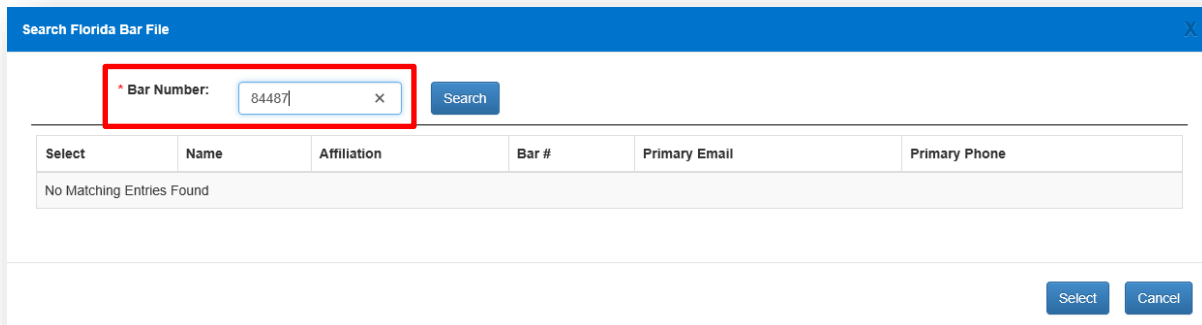 Search Florida Bar File X
* Bar Number: 84487 × Search
Select Name Affiliation Bar # Primary Email Primary Phone
No Matching Entries Found
Select Cancel